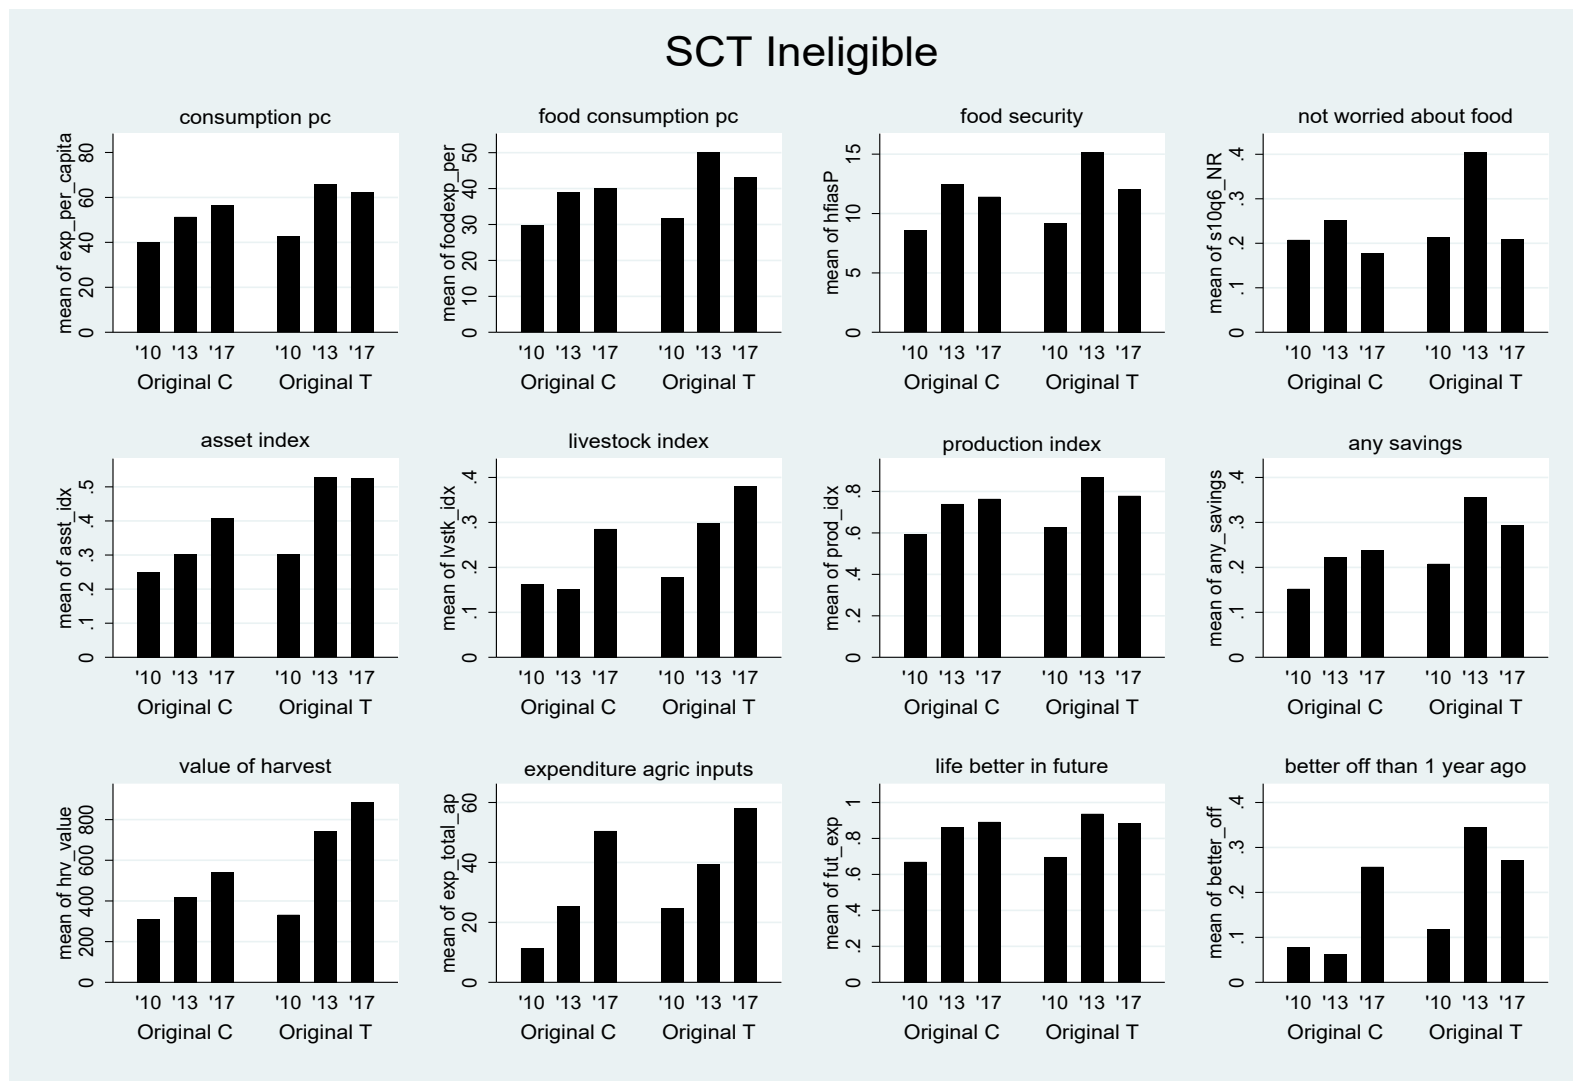 SCT Ineligible
consumption pc
mean of exp_per_capita
0 20 40 60 80
'10 '13 '17 '10 '13 '17
Original C Original T
food consumption pc
mean of foodexp_per
0 10 20 30 40 50
'10 '13 '17 '10 '13 '17
Original C Original T
food security
mean of hfiasP
0 5 10 15
'10 '13 '17 '10 '13 '17
Original C Original T
not worried about food
mean of s10q6_NR
0 .1 .2 .3 .4
'10 '13 '17 '10 '13 '17
Original C Original T
asset index
mean of asst_idx
0 .1 .2 .3 .4 .5
'10 '13 '17 '10 '13 '17
Original C Original T
livestock index
mean of lvstk_idx
0 .1 .2 .3 .4
'10 '13 '17 '10 '13 '17
Original C Original T
production index
mean of prod_idx
0 .2 .4 .6 .8
'10 '13 '17 '10 '13 '17
Original C Original T
any savings
mean of any_savings
0 .1 .2 .3 .4
'10 '13 '17 '10 '13 '17
Original C Original T
value of harvest
mean of hrv_value
0 200 400 600 800
'10 '13 '17 '10 '13 '17
Original C Original T
expenditure agric inputs
mean of exp_total_ap
0 20 40 60
'10 '13 '17 '10 '13 '17
Original C Original T
life better in future
mean of fut_exp
0 .2 .4 .6 .8 1
'10 '13 '17 '10 '13 '17
Original C Original T
better off than 1 year ago
mean of better_off
0 .1 .2 .3 .4
'10 '13 '17 '10 '13 '17
Original C Original T